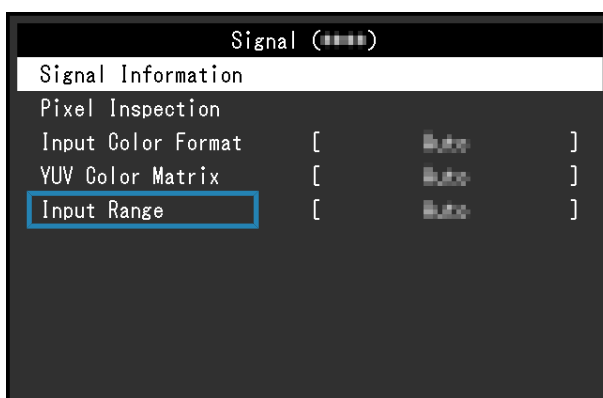 Signal (    )
Signal Information
Pixel Inspection
Input Color Format [ ]
YUV Color Matrix [ ]
Input Range [ ]